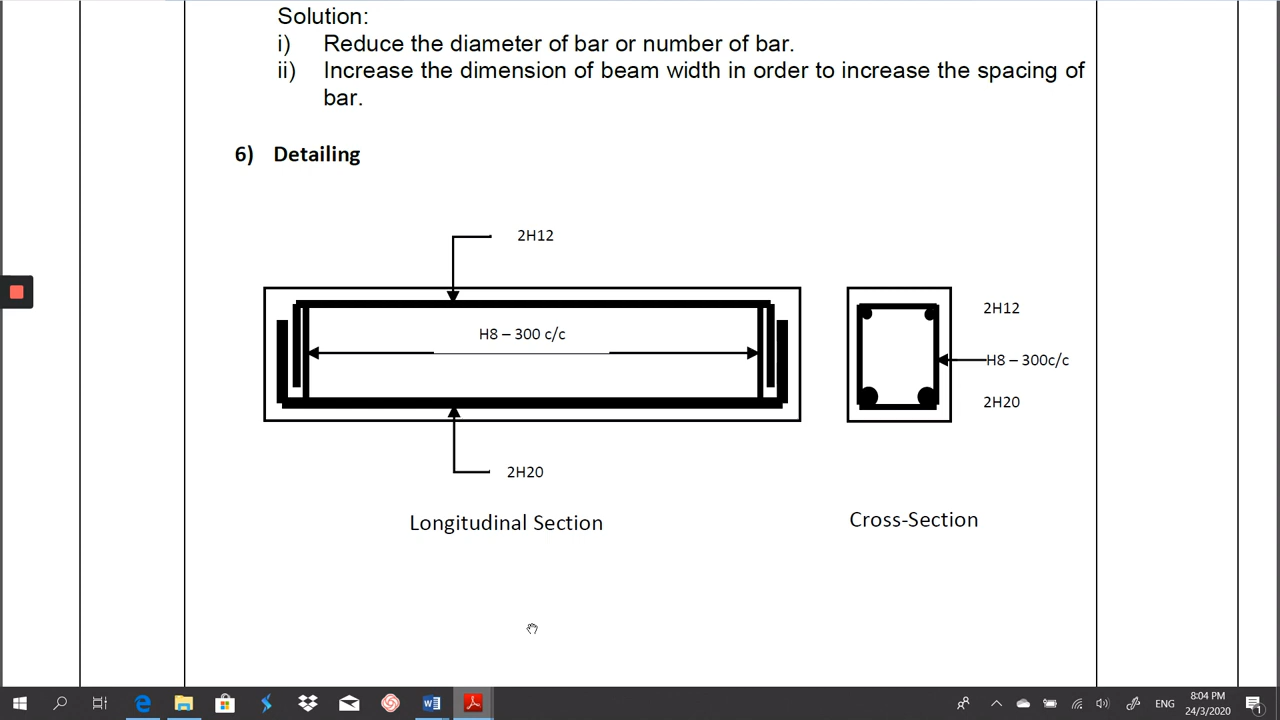 Solution:
i) Reduce the diameter of bar or number of bar.
ii) Increase the dimension of beam width in order to increase the spacing of
bar.
6) Detailing
2H12
H8 – 300 c/c
2H20
Longitudinal Section
2H12
H8 – 300c/c
2H20
Cross-Section
ENG
8:04 PM
24/3/2020
1